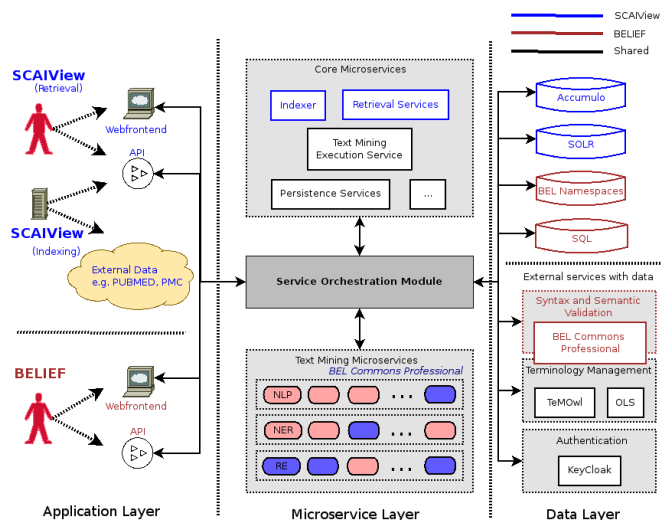 SCAIView
BELIEF
Shared
SCAIView
(Retrieval)
Webfrontend
API
SCAIView
(Indexing)
External Data
e.g. PUBMED, PMC
BELIEF
Webfrontend
API
Application Layer
Core Microservices
Indexer
Retrieval Services
Text Mining
Execution Service
Persistence Services
...
Service Orchestration Module
Text Mining Microservices
BEL Commons Professional
NLP
...
NER
...
RE
...
Microservice Layer
Accumulo
SOLR
BEL Namespaces
SQL
External services with data
Syntax and Semantic
Validation
BEL Commons
Professional
Terminology Management
TeMOwl
OLS
Authentication
KeyCloak
Data Layer